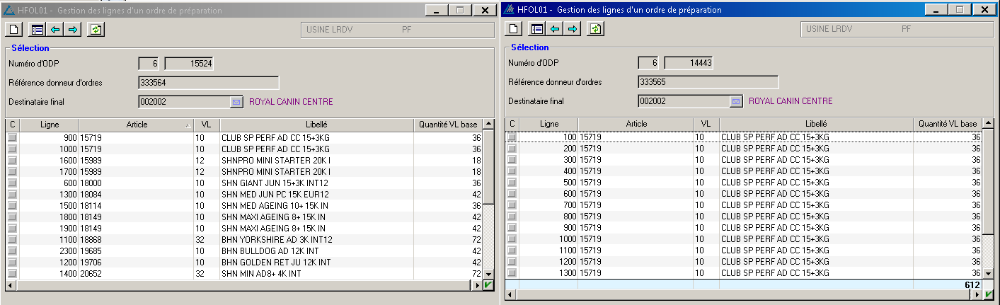 HFOL01 - Gestion des lignes d'un ordre de préparation
USINE LRDV PF
Sélection
Numéro d'ODP 6 15524
Référence donneur d'ordres 333564
Destinataire final 002002 ROYAL CANIN CENTRE
C Ligne Article VL Libellé Quantité VL base
900 15719 10 CLUB SP PERF AD CC 15+3KG 36
1000 15719 10 CLUB SP PERF AD CC 15+3KG 36
1600 15989 12 SHNPRO MINI STARTER 20K I 18
1700 15989 12 SHNPRO MINI STARTER 20K I 18
600 18000 10 SHN GIANT JUN 15+3K INT12 36
1300 18084 10 SHN MED JUN PC 15K EUR12 42
1500 18114 10 SHN MED AGEING 10+ 15K IN 36
1800 18149 10 SHN MAXI AGEING 8+ 15K IN 42
1900 18149 10 SHN MAXI AGEING 8+ 15K IN 42
1100 18868 32 BHN YORKSHIRE AD 3K INT12 72
2300 19685 10 BHN BULLDOG AD 12K INT 42
1200 19706 10 BHN GOLDEN RET JU 12K INT 42
1400 20652 32 SHN MIN AD8+ 4K INT 72
HFOL01 - Gestion des lignes d'un ordre de préparation
USINE LRDV PF
Sélection
Numéro d'ODP 6 14443
Référence donneur d'ordres 333565
Destinataire final 002002 ROYAL CANIN CENTRE
C Ligne Article VL Libellé Quantité VL base
100 15719 10 CLUB SP PERF AD CC 15+3KG 36
200 15719 10 CLUB SP PERF AD CC 15+3KG 36
300 15719 10 CLUB SP PERF AD CC 15+3KG 36
400 15719 10 CLUB SP PERF AD CC 15+3KG 36
500 15719 10 CLUB SP PERF AD CC 15+3KG 36
600 15719 10 CLUB SP PERF AD CC 15+3KG 36
700 15719 10 CLUB SP PERF AD CC 15+3KG 36
800 15719 10 CLUB SP PERF AD CC 15+3KG 36
900 15719 10 CLUB SP PERF AD CC 15+3KG 36
1000 15719 10 CLUB SP PERF AD CC 15+3KG 36
1100 15719 10 CLUB SP PERF AD CC 15+3KG 36
1200 15719 10 CLUB SP PERF AD CC 15+3KG 36
1300 15719 10 CLUB SP PERF AD CC 15+3KG 36
612